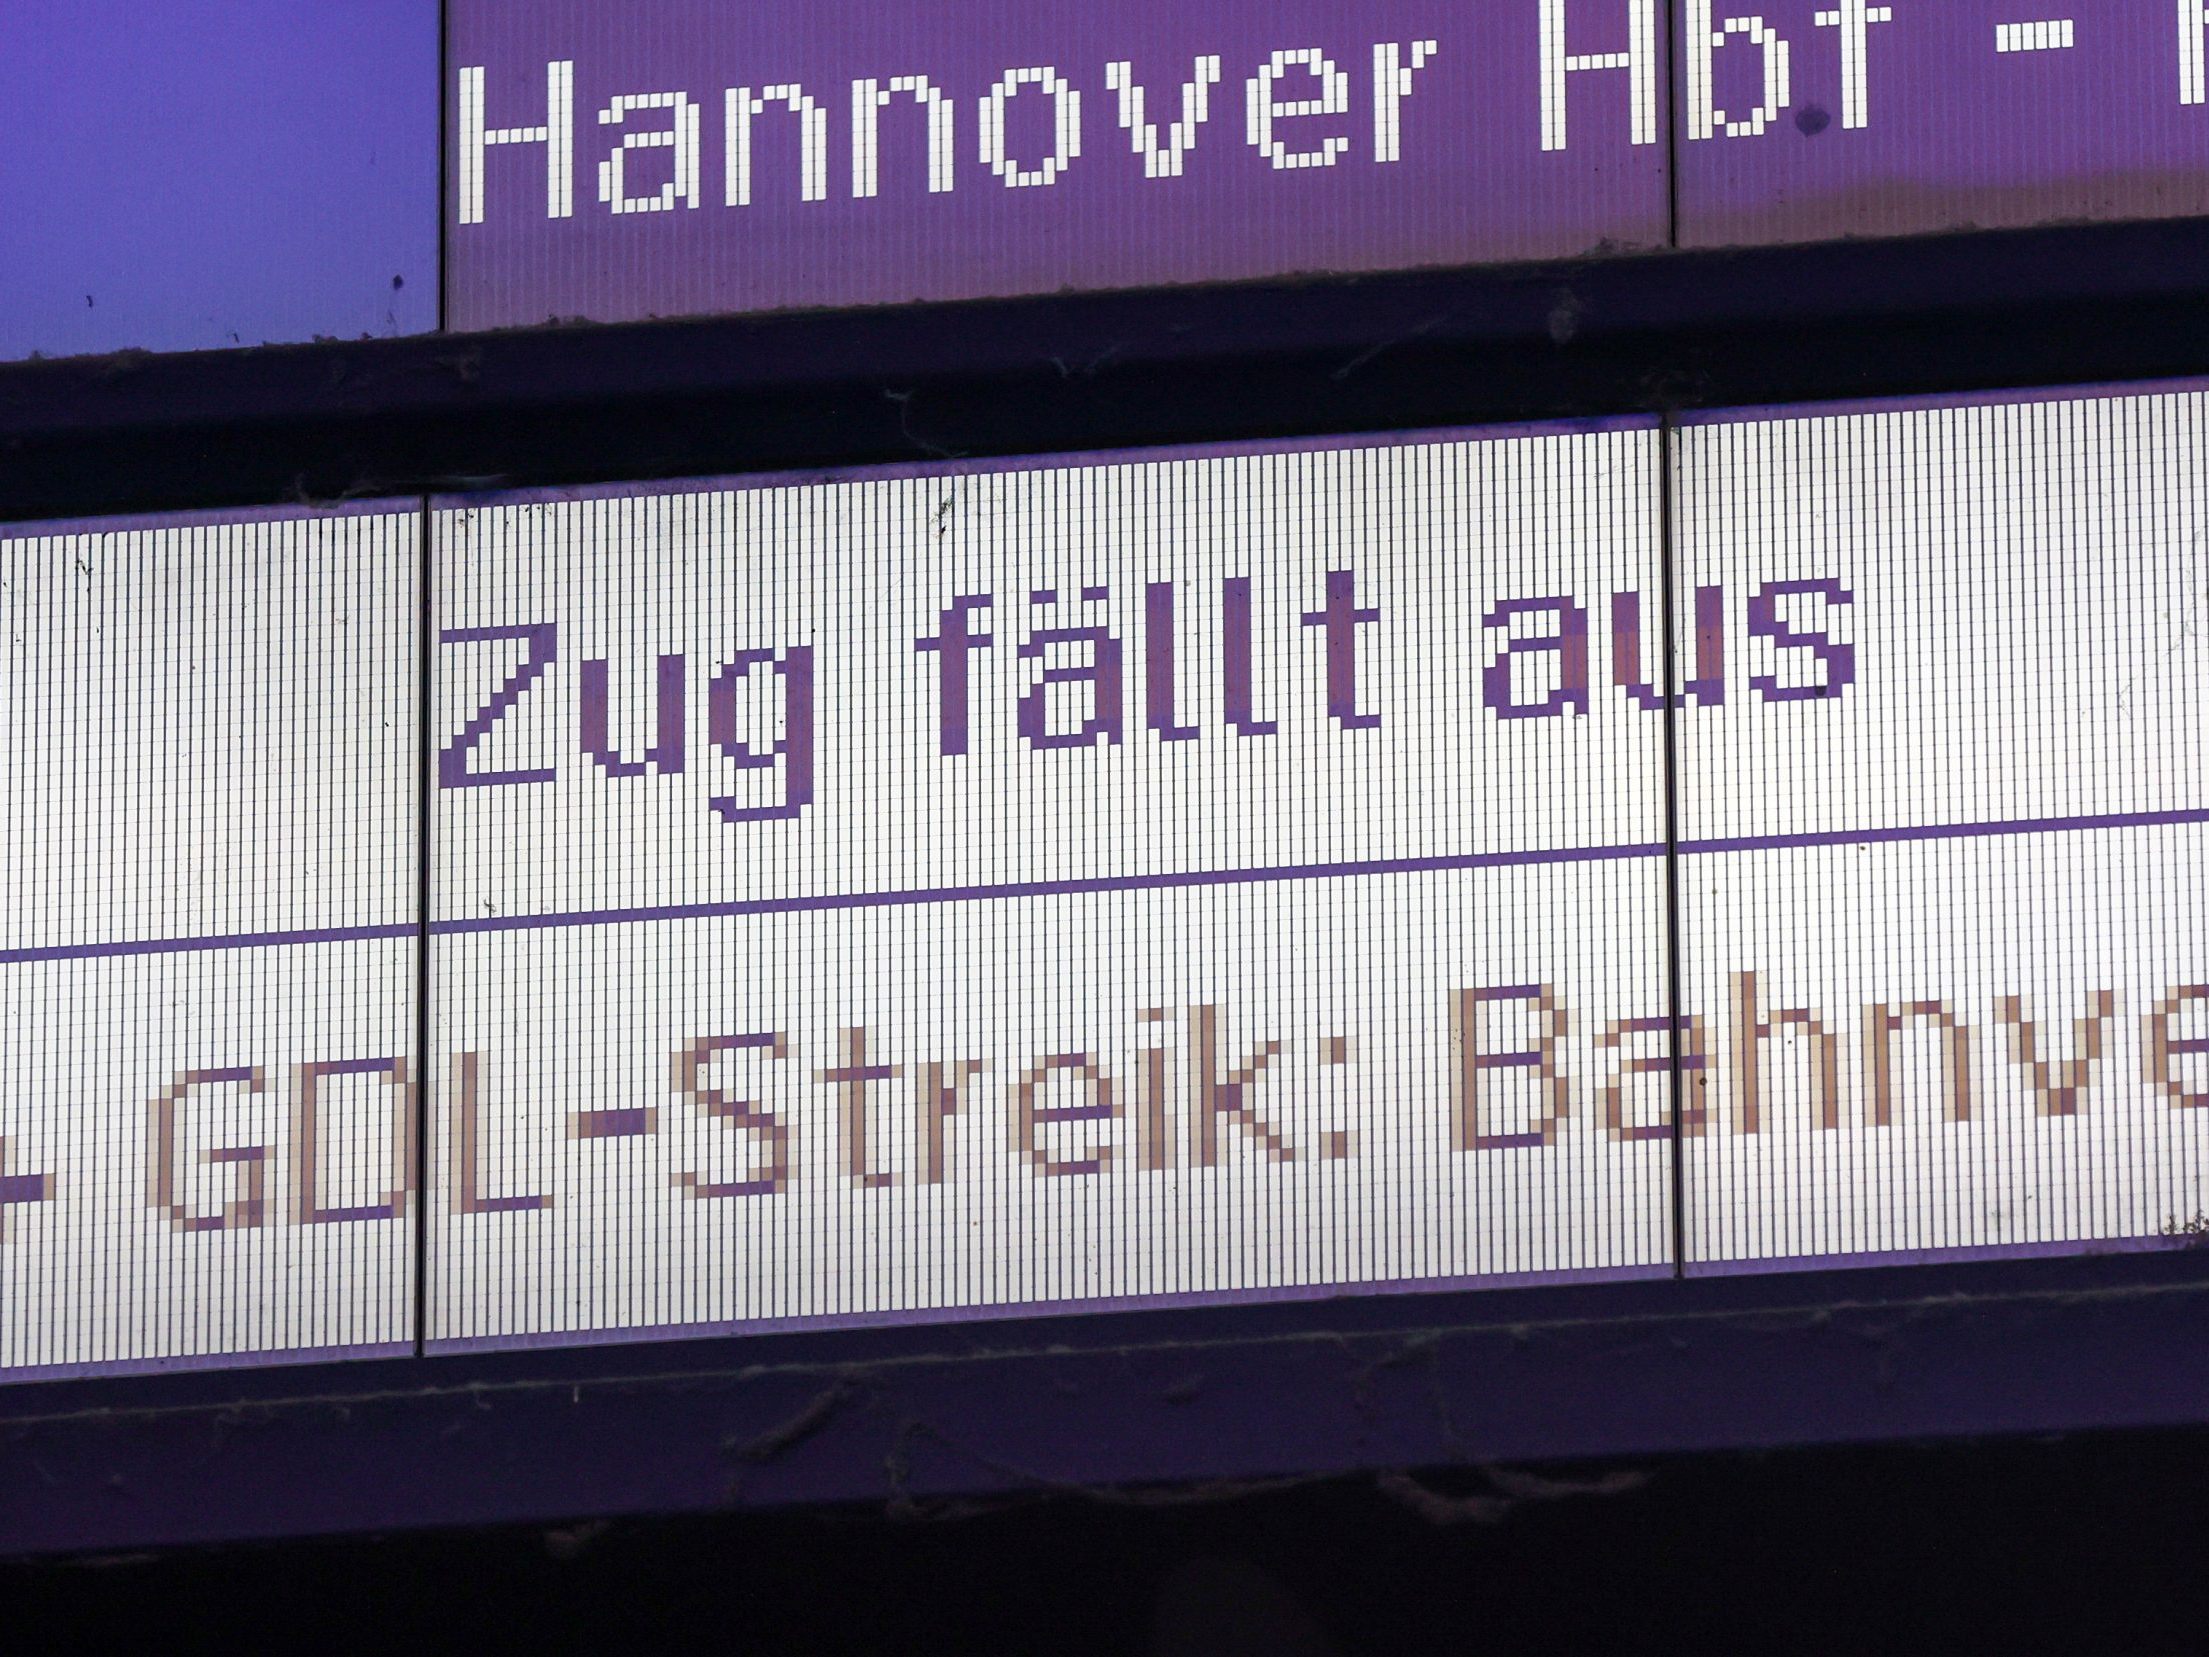 Hannover Hbf -
Zug fällt aus
+ GDL-Streik: Bahnve